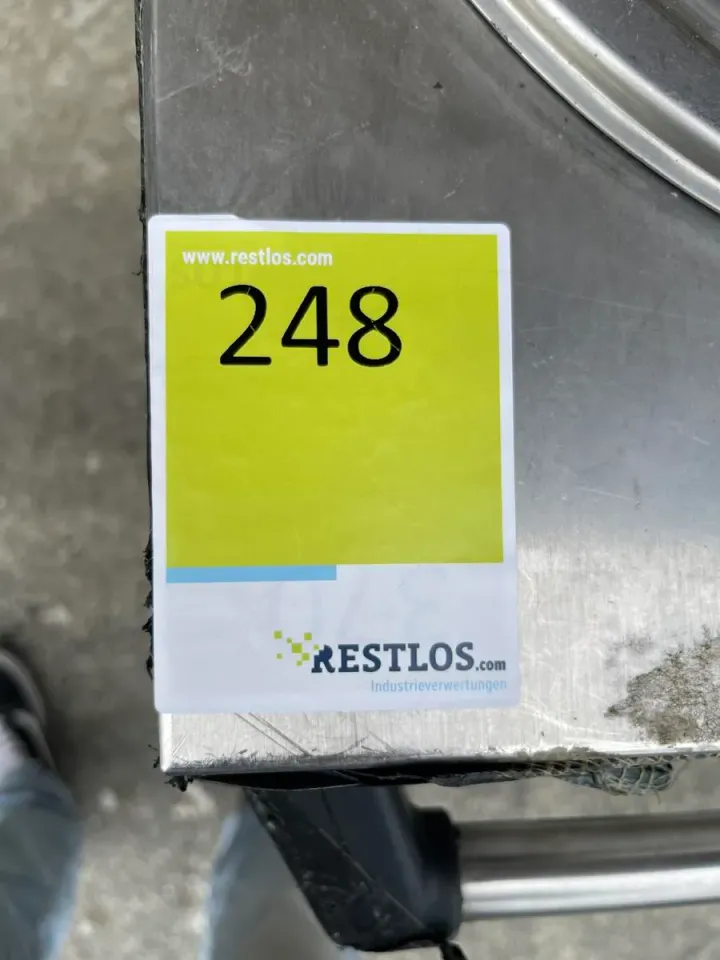 www.restlos.com
248
RESTLOS.com
Industrieverwertungen